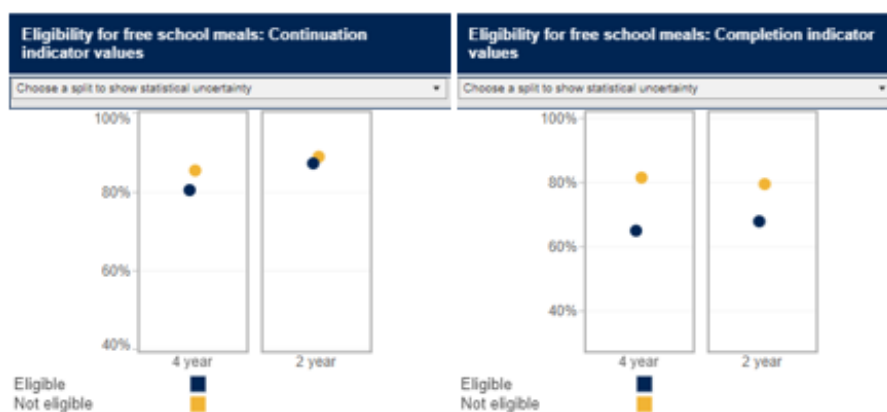 Eligibility for free school meals: Continuation
indicator values
Choose a split to show statistical uncertainty
100%
80%
60%
40%
4 year
2 year
Eligible
Not eligible
Eligibility for free school meals: Completion indicator
values
Choose a split to show statistical uncertainty
100%
80%
60%
40%
4 year
2 year
Eligible
Not eligible